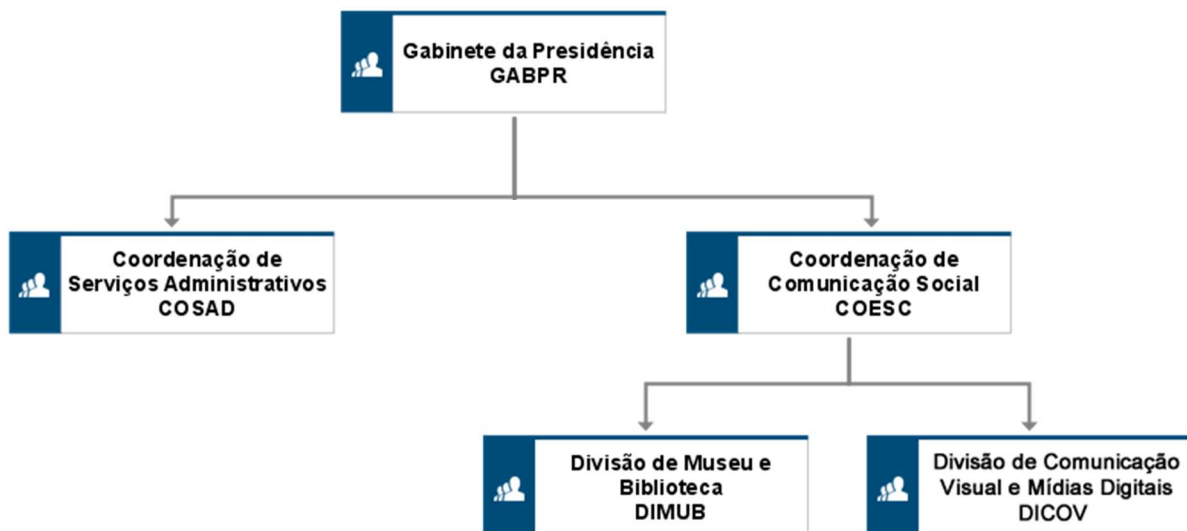 Gabinete da Presidência
GABPR
Coordenação de
Serviços Administrativos
COSAD
Coordenação de
Comunicação Social
COESC
Divisão de Museu e
Biblioteca
DIMUB
Divisão de Comunicação
Visual e Mídias Digitais
DICOV